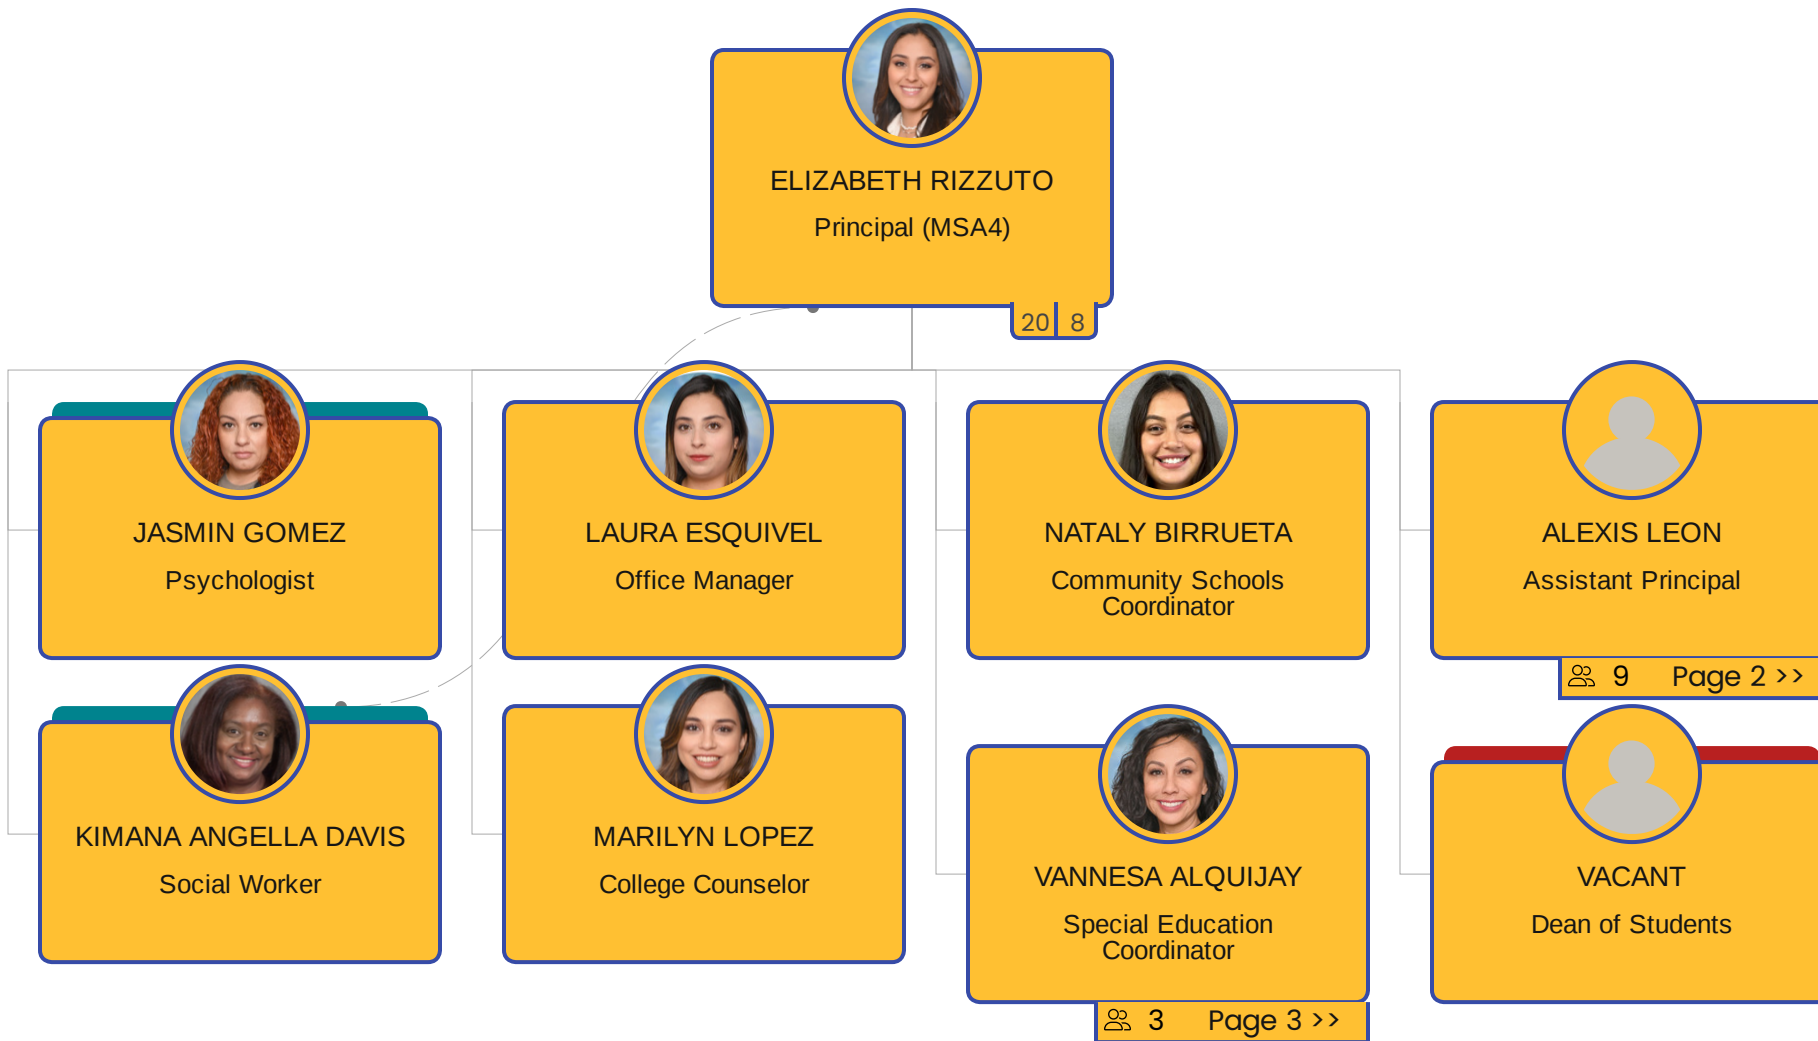 ELIZABETH RIZZUTO
Principal (MSA4)
20 8
JASMIN GOMEZ
Psychologist
LAURA ESQUIVEL
Office Manager
NATALY BIRRUETA
Community Schools
Coordinator
ALEXIS LEON
Assistant Principal
9 Page 2 >>
KIMANA ANGELLA DAVIS
Social Worker
MARILYN LOPEZ
College Counselor
VANNESA ALQUIJAY
Special Education
Coordinator
3 Page 3 >>
VACANT
Dean of Students